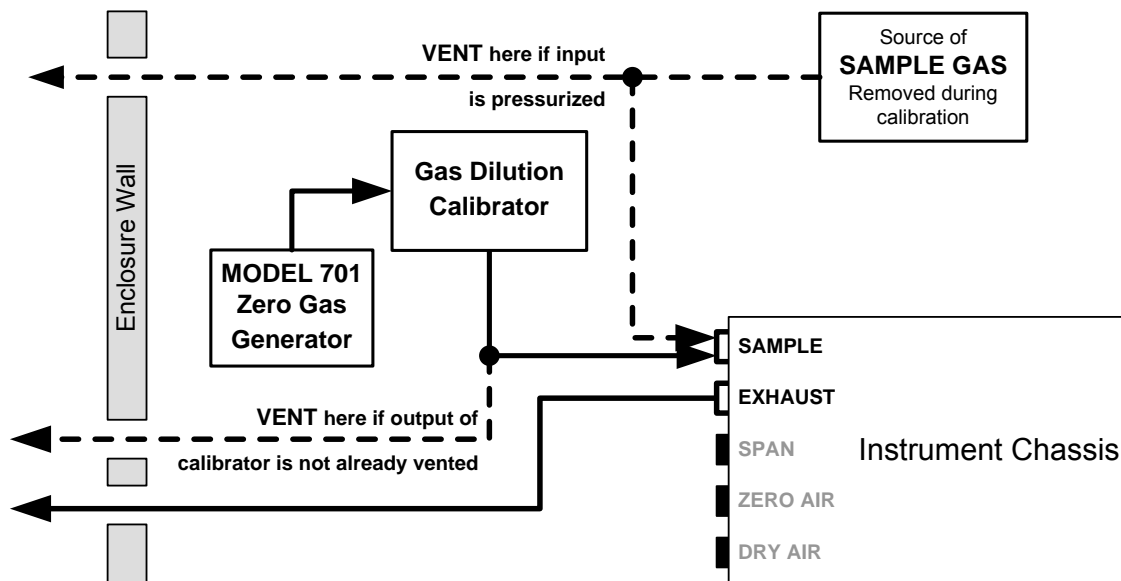 VENT here if input
is pressurized
Source of
SAMPLE GAS
Removed during
calibration
Enclosure Wall
Gas Dilution
Calibrator
MODEL 701
Zero Gas
Generator
VENT here if output of
calibrator is not already vented
SAMPLE
EXHAUST
SPAN
ZERO AIR
DRY AIR
Instrument Chassis